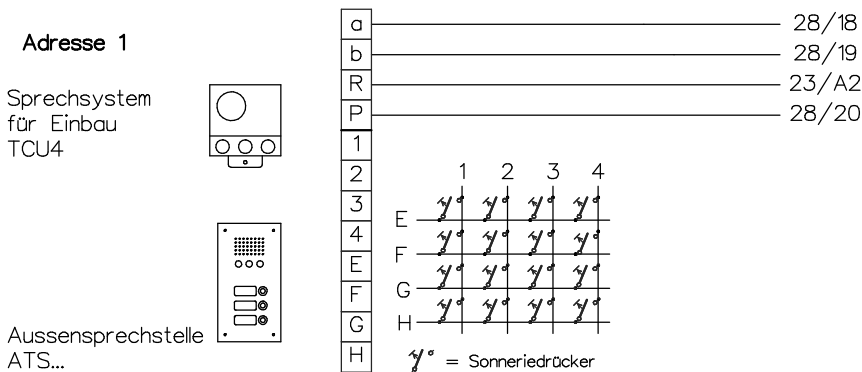 Adresse 1
Sprechsystem
für Einbau
TCU4
Aussensprechstelle
ATS...
a 28/18
b 28/19
R 23/A2
P 28/20
1
2
3
4
E
F
G
H
1 2 3 4
E
F
G
H
= Sonneriedrücker